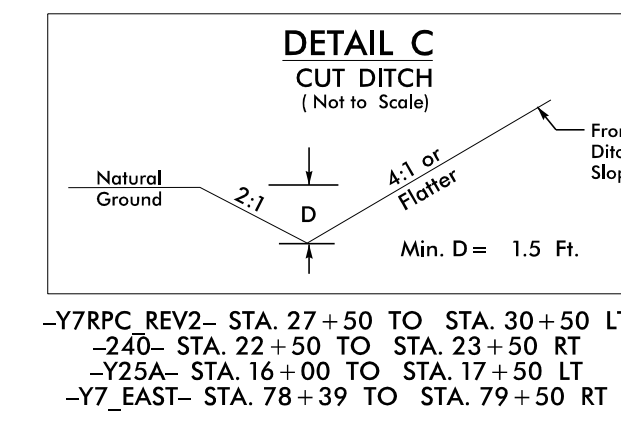 DETAIL C
CUT DITCH
( Not to Scale)
Natural
Ground
2:1
D
4:1 or
Flatter
Min. D = 1.5 Ft.
–Y7RPC_REV2– STA. 27+50 TO STA. 30+50
–240– STA. 22+50 TO STA. 23+50 RT
–Y25A– STA. 16+00 TO STA. 17+50 LT
–Y7_EAST– STA. 78+39 TO STA. 79+50 RT